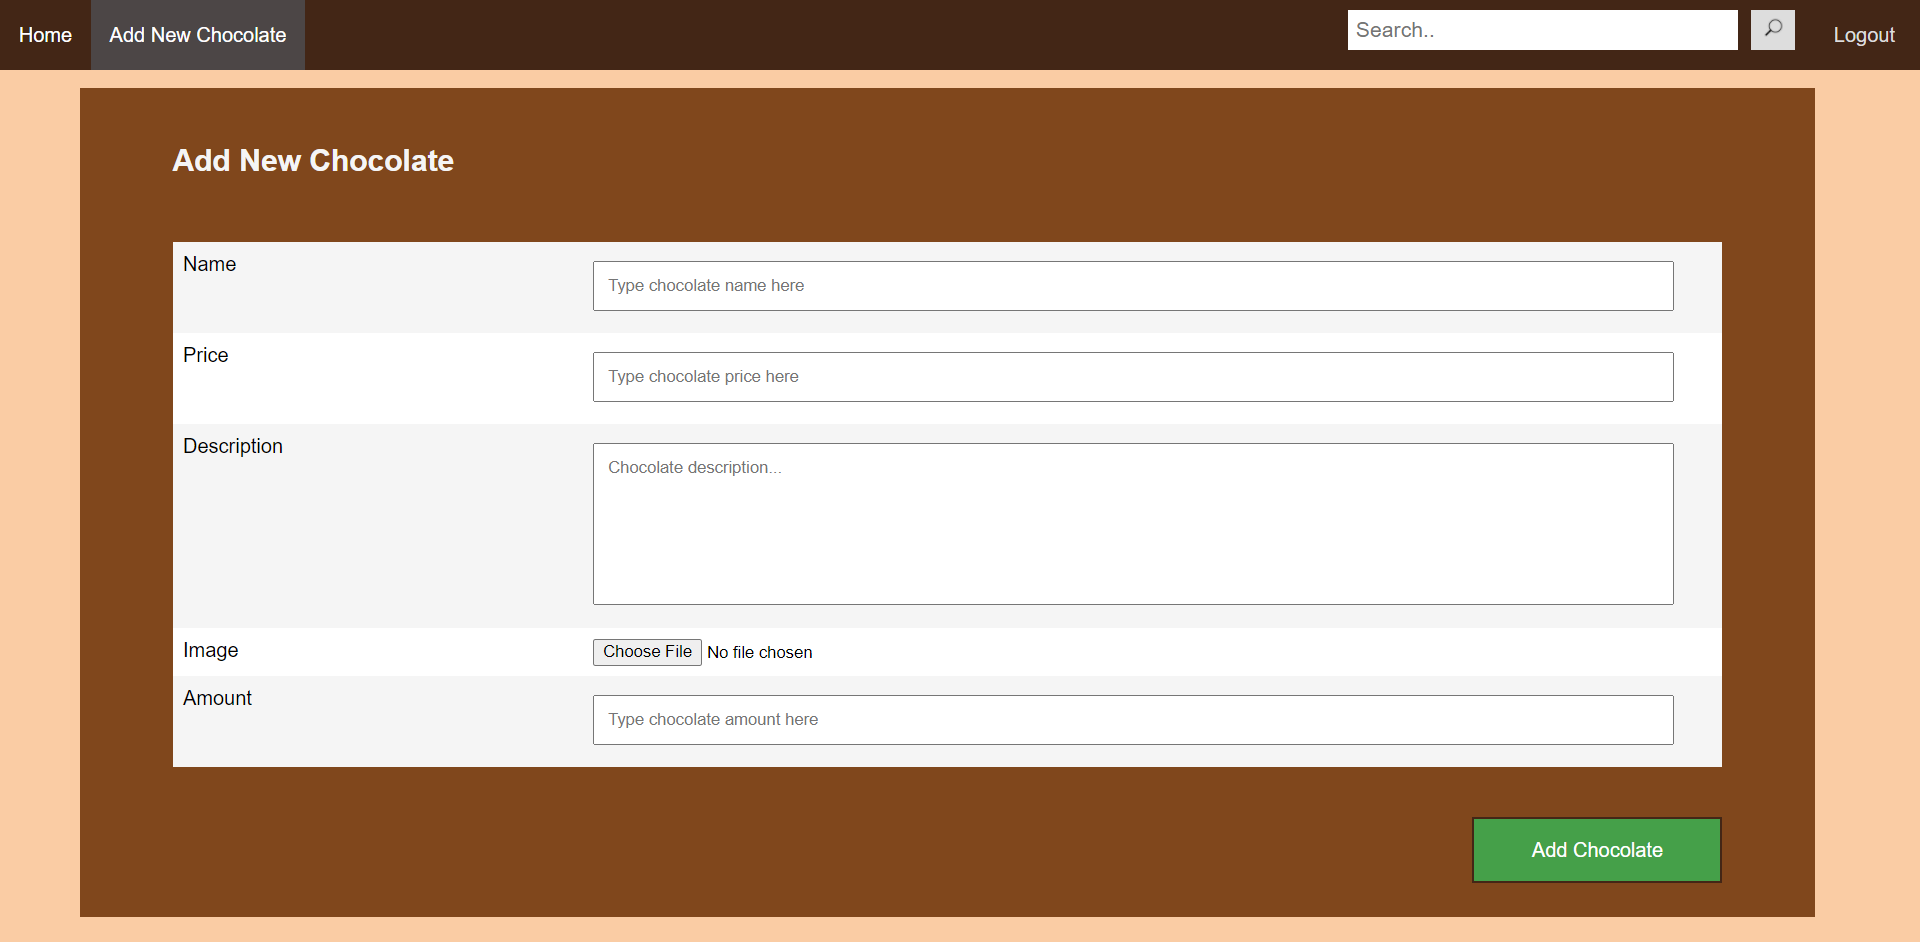 Home Add New Chocolate Search.. Logout
Add New Chocolate
Name
Type chocolate name here
Price
Type chocolate price here
Description
Chocolate description...
Image
Choose File No file chosen
Amount
Type chocolate amount here
Add Chocolate